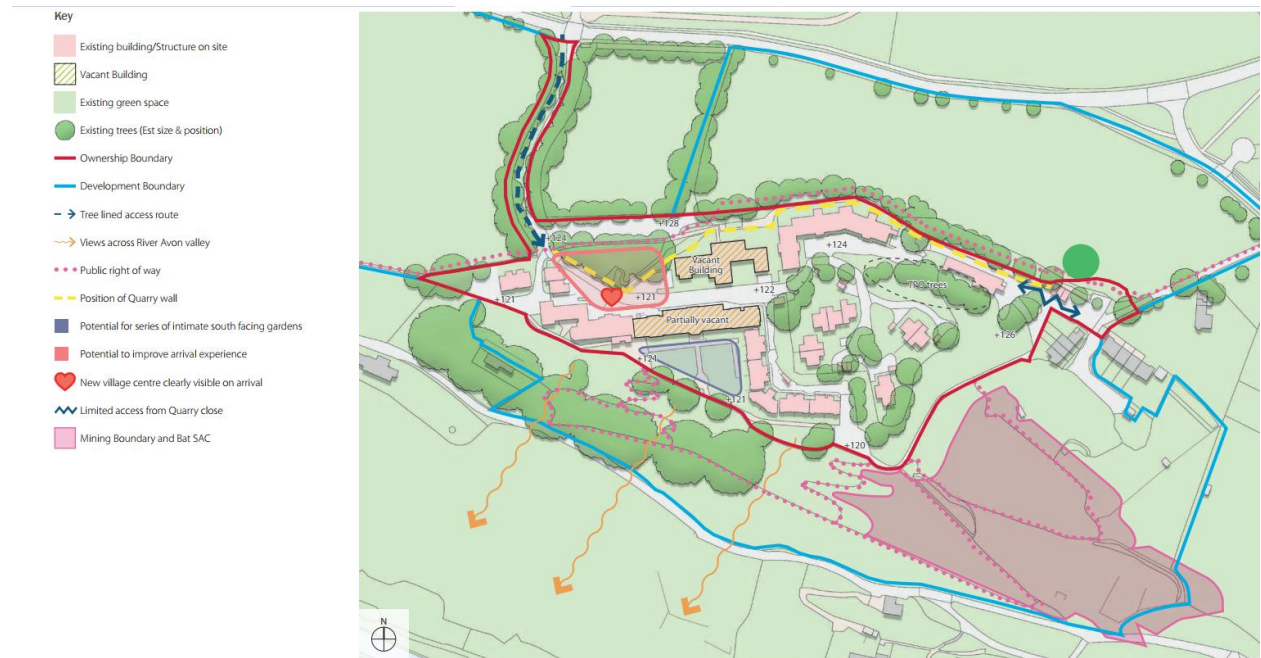 Key
Existing building/Structure on site
Vacant Building
Existing green space
Existing trees (Est size & position)
Ownership Boundary
Development Boundary
Tree lined access route
Views across River Avon valley
Public right of way
Position of Quarry wall
Potential for series of intimate south facing gardens
Potential to improve arrival experience
New village centre clearly visible on arrival
Limited access from Quarry close
Mining Boundary and Bat SAC
+128
+124
+124
Vacant
Building
+121
+121
+122
TPO trees
Partially vacant
+126
+121
+121
+120
N